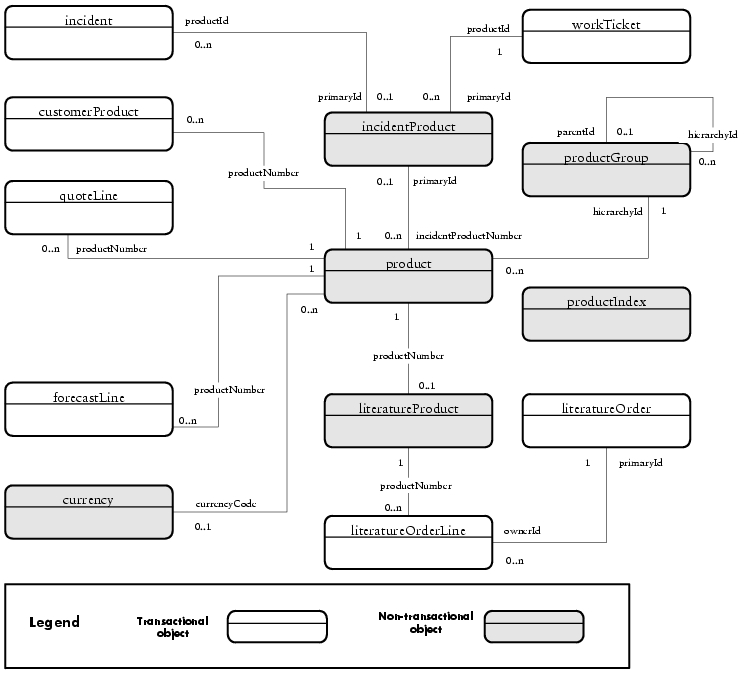 incident
productId
0..n
workTicket
productId
1
primaryId
0..1
0..n
primaryId
customerProduct
0..n
incidentProduct
parentId
0..1
hierarchyId
productGroup
0..n
productNumber
0..1
primaryId
quoteLine
hierarchyId
1
0..n
productNumber
1
1
0..n
incidentProductNumber
product
1
0..n
0..n
1
productIndex
productNumber
forecastLine
productNumber
0..1
0..n
literatureProduct
literatureOrder
1
1
primaryId
currency
currencyCode
0..1
productNumber
0..n
literatureOrderLine
ownerId
0..n
Legend
Transactional
object
Non-transactional
object